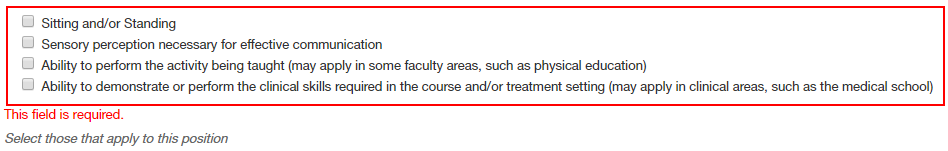 Sitting and/or Standing
Sensory perception necessary for effective communication
Ability to perform the activity being taught (may apply in some faculty areas, such as physical education)
Ability to demonstrate or perform the clinical skills required in the course and/or treatment setting (may apply in clinical areas, such as the medical school)
This field is required.
Select those that apply to this position